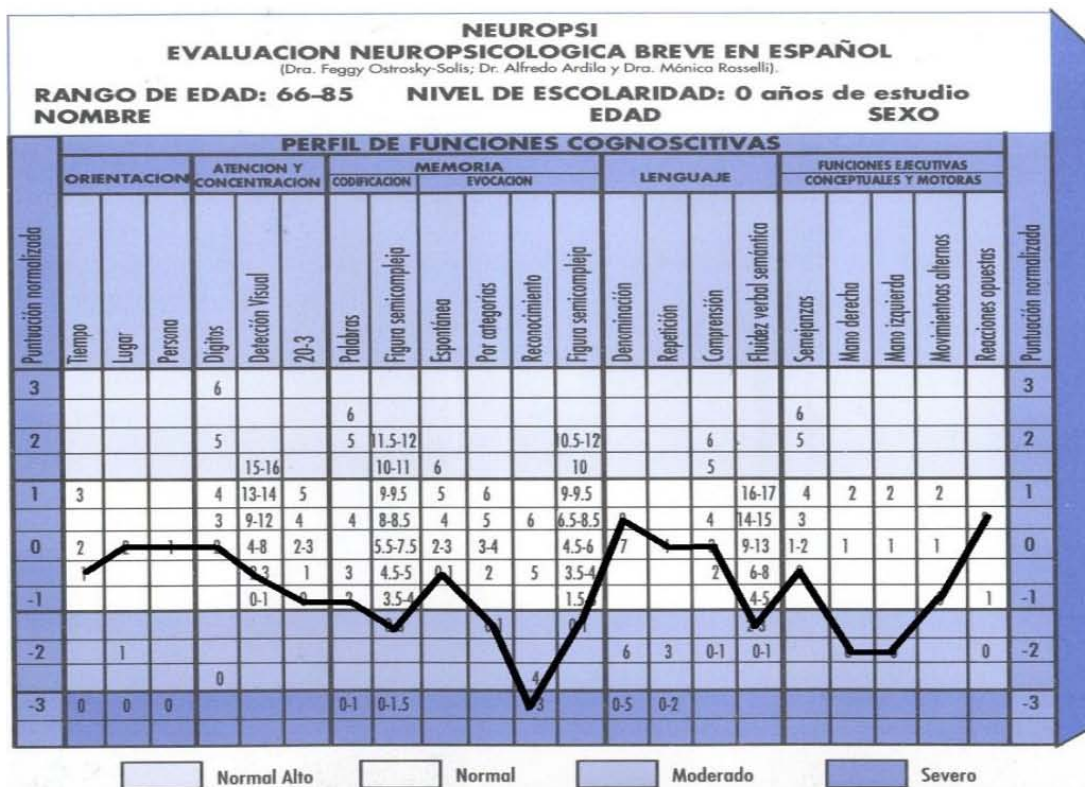 NEUROPSI
EVALUACION NEUROPSICOLOGICA BREVE EN ESPAÑOL
(Dra. Feggy Ostrosky-Solis; Dr. Alfredo Ardila y Dra. Mónica Rosselli).
RANGO DE EDAD: 66-85 NIVEL DE ESCOLARIDAD: 0 años de estudio
NOMBRE EDAD SEXO
PERFIL DE FUNCIONES COGNOSCITIVAS
ORIENTACION ATENCION Y CONCENTRACION MEMORIA LENGUAJE FUNCIONES EJECUTIVAS
CODIFICACION EVOCACION CONCEPTUALES Y MOTORAS
Puntuación normalizada Tiempo Lugar Persona Dígitos Detección Visual 20-3 Palabras Figura semicompleja Espontánea Por categorías Reconocimiento Figura semicompleja Denominación Repetición Comprensión Fluidez verbal semántica Semejanzas Mano derecha Mano izquierda Movimientoas alternos Reacciones opuestas Puntuación normalizada
3 6 3
6 6
2 5 5 11.5-12 10.5-12 6 5 2
15-16 10-11 6 10 5
1 3 4 13-14 5 9-9.5 5 6 9-9.5 16-17 4 2 2 2 1
3 9-12 4 4 8-8.5 4 5 6 6.5-8.5 4 14-15 3
0 2 1 4-8 2-3 5.5-7.5 2-3 3-4 4.5-6 7 9-13 1-2 1 1 1 0
1 3 4.5-5 2 5 3.5-4 2 6-8
-1 0-1 3.5-4 4-5 1 -1
-2 1 6 3 0-1 0-1 0 -2
0 4
-3 0 0 0 0-1 0-1.5 0-5 0-2 -3
Normal Alto Normal Moderado Severo